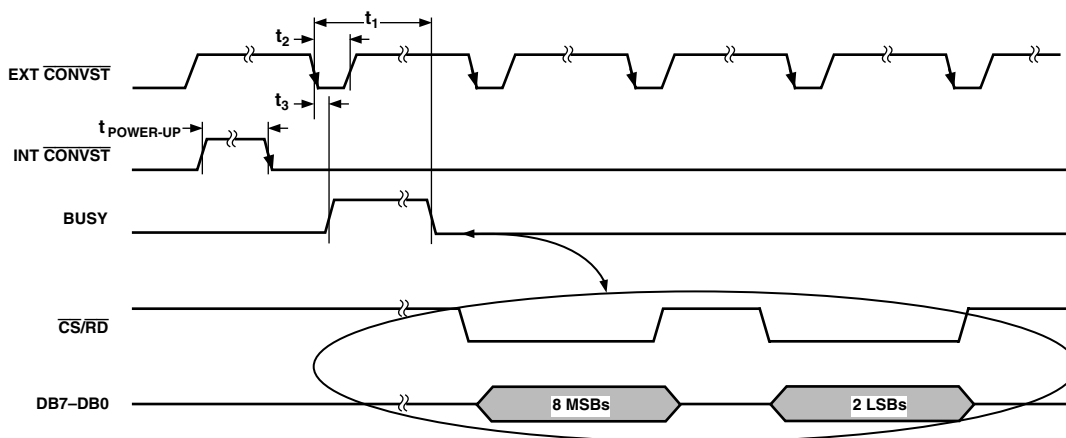 t1
t2
EXT CONVST
t3
tPOWER-UP
INT CONVST
BUSY
CS/RD
DB7–DB0
8 MSBs
2 LSBs